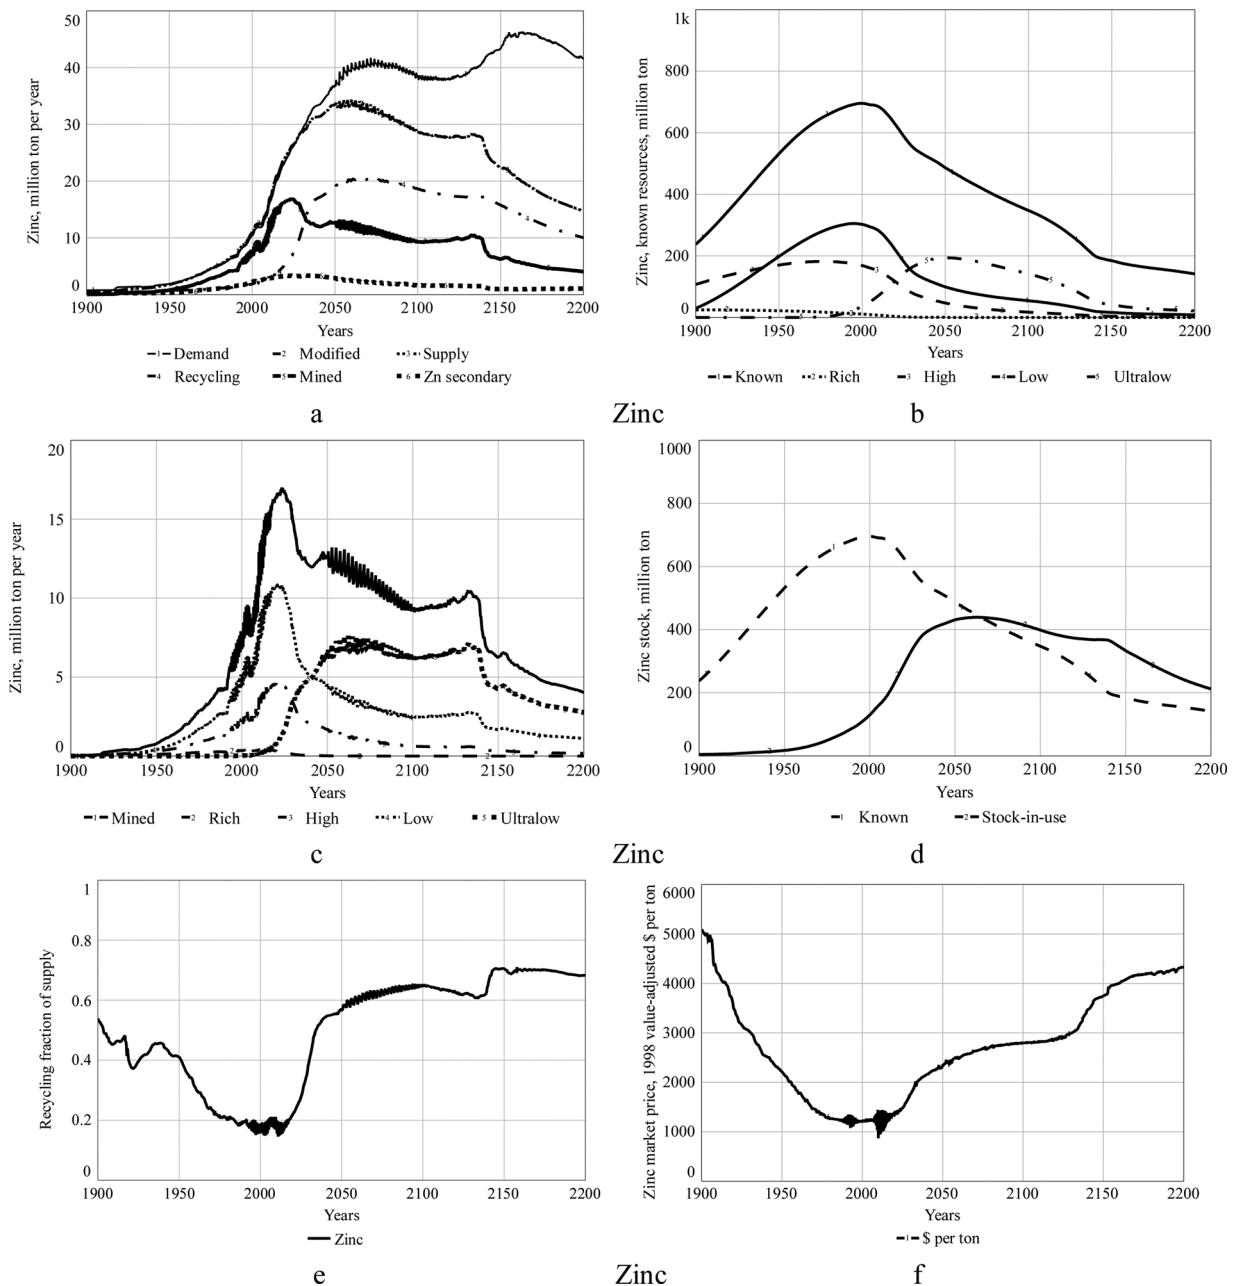 Zinc, million ton per year
50
40
30
20
10
0
1900 1950 2000 2050 2100 2150 2200
Years
1 Demand 2 Modified 3 Supply
4 Recycling 5 Mined 6 Zn secondary
a
Zinc, known resources, million ton
1k
800
600
400
200
0
1900 1950 2000 2050 2100 2150 2200
Years
1 Known 2 Rich 3 High 4 Low 5 Ultralow
Zinc
b
Zinc, million ton per year
20
15
10
5
0
1900 1950 2000 2050 2100 2150 2200
Years
1 Mined 2 Rich 3 High 4 Low 5 Ultralow
c
Zinc stock, million ton
1000
800
600
400
200
0
1900 1950 2000 2050 2100 2150 2200
Years
1 Known 2 Stock-in-use
Zinc
d
Recycling fraction of supply
1
0.8
0.6
0.4
0.2
0
1900 1950 2000 2050 2100 2150 2200
Years
Zinc
e
Zinc market price, 1998 value-adjusted $ per ton
6000
5000
4000
3000
2000
1000
0
1900 1950 2000 2050 2100 2150 2200
Years
1 $ per ton
Zinc
f